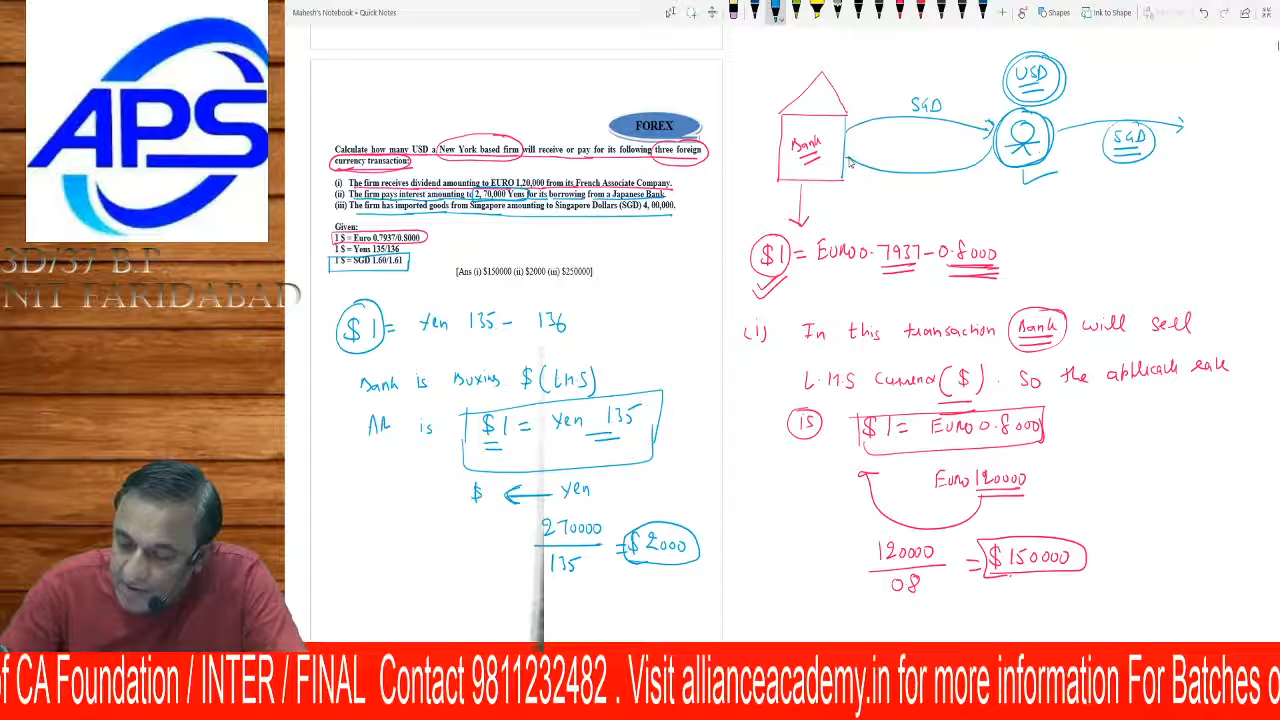 Mahesh's Notebook • Quick Notes
Shapes
Ink to Shape
APS
3D/37 B.P.
NIT FARIDABAD
FOREX
Calculate how many USD a New York based firm will receive or pay for its following three foreign
currency transaction:
(i) The firm receives dividend amounting to EURO 1,20,000 from its French Associate Company.
(ii) The firm pays interest amounting to 2, 70,000 Yens for its borrowing from a Japanese Bank.
(iii) The firm has imported goods from Singapore amounting to Singapore Dollars (SGD) 4, 00,000.
Given:
1 $ = Euro 0.7937/0.8000
1 $ = Yens 135/136
1 $ = SGD 1.60/1.61
[Ans (i) $150000 (ii) $2000 (iii) $250000]
$1 = Yen 135 - 136
Bank is Buying $ (LHS)
AR is $1 = Yen 135
$ ← Yen
270000
135
= $2000
USD
SGD
Bank
SGD
$1 = EURO 0.7937 - 0.8000
(i) In this transaction Bank will sell
L.H.S currency ($). So the applicable rate
is $1 = EURO 0.8000
EURO 120000
120000
08
= $150000
of CA Foundation / INTER / FINAL Contact 9811232482 . Visit allianceacademy.in for more information For Batches o